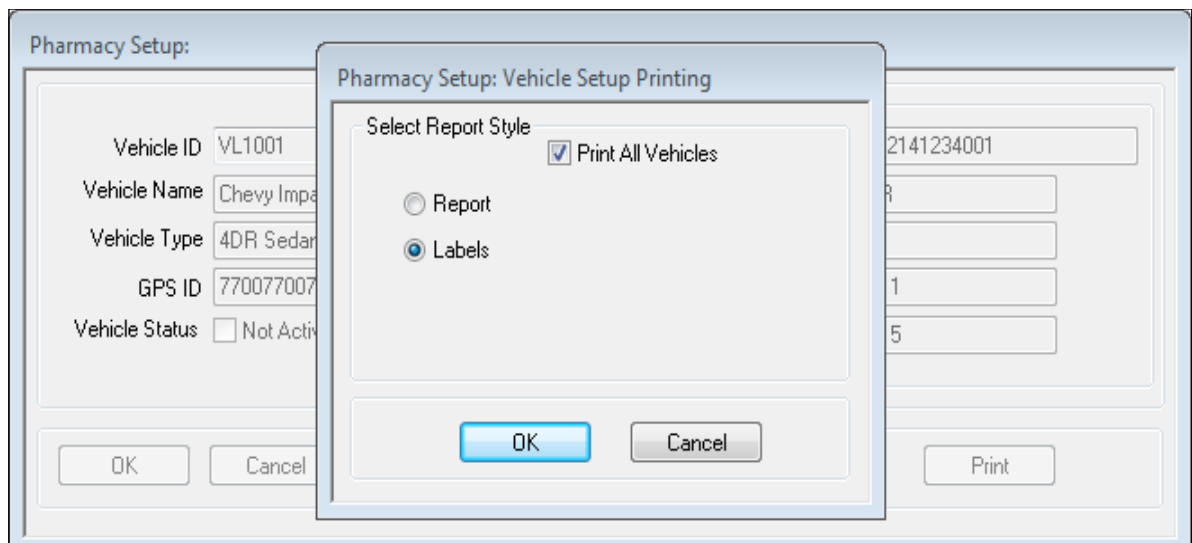 Pharmacy Setup:
Pharmacy Setup: Vehicle Setup Printing
Select Report Style
Print All Vehicles
Report
Labels
OK Cancel
Vehicle ID VL1001 2141234001
Vehicle Name Chevy Impa R
Vehicle Type 4DR Sedan
GPS ID 770077007 1
Vehicle Status Not Activ 5
OK Cancel Print